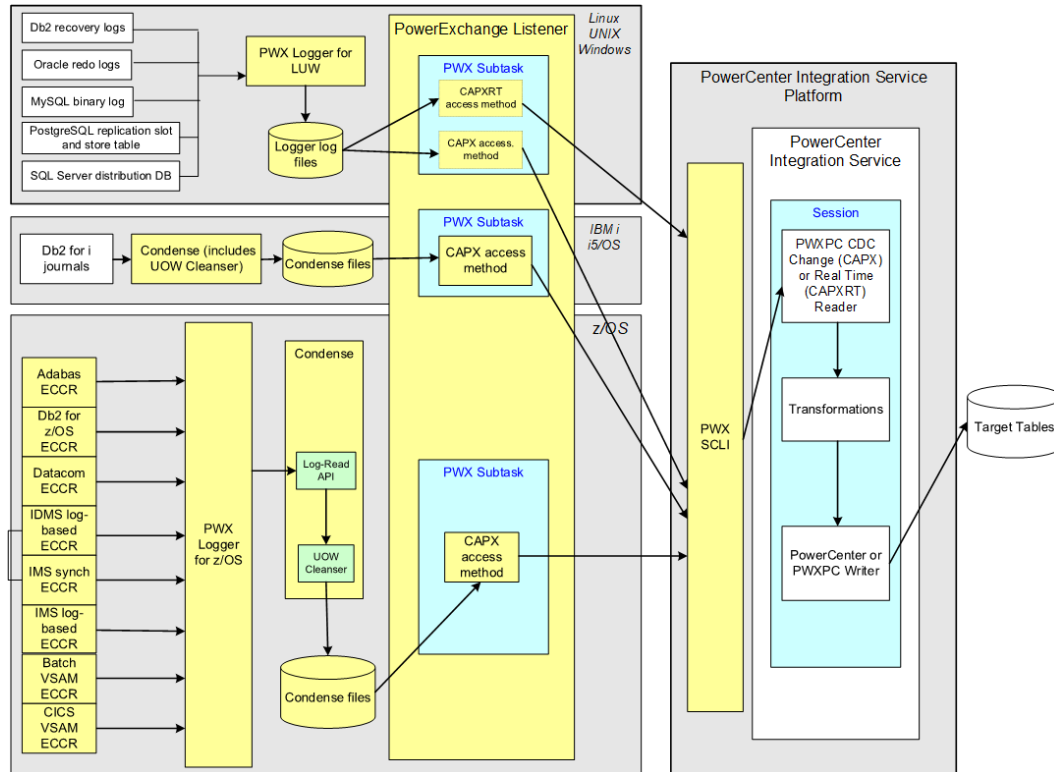 Linux
UNIX
Windows
PowerExchange Listener
Db2 recovery logs
Oracle redo logs
MySQL binary log
PostgreSQL replication slot
and store table
SQL Server distribution DB
PWX Logger for
LUW
Logger log
files
PWX Subtask
CAPXRT
access method
CAPX access.
method
IBM i
i5/OS
Db2 for i
journals
Condense (includes
UOW Cleanser)
Condense files
PWX Subtask
CAPX access
method
z/OS
Adabas
ECCR
Db2 for
z/OS
ECCR
Datacom
ECCR
IDMS log-
based
ECCR
IMS synch
ECCR
IMS log-
based
ECCR
Batch
VSAM
ECCR
CICS
VSAM
ECCR
PWX
Logger
for z/OS
Condense
Log-Read
API
UOW
Cleanser
Condense files
PWX Subtask
CAPX
access
method
PowerCenter Integration Service
Platform
PWX
SCLI
PowerCenter
Integration Service
Session
PWXPC CDC
Change (CAPX)
or Real Time
(CAPXRT)
Reader
Transformations
PowerCenter or
PWXPC Writer
Target Tables